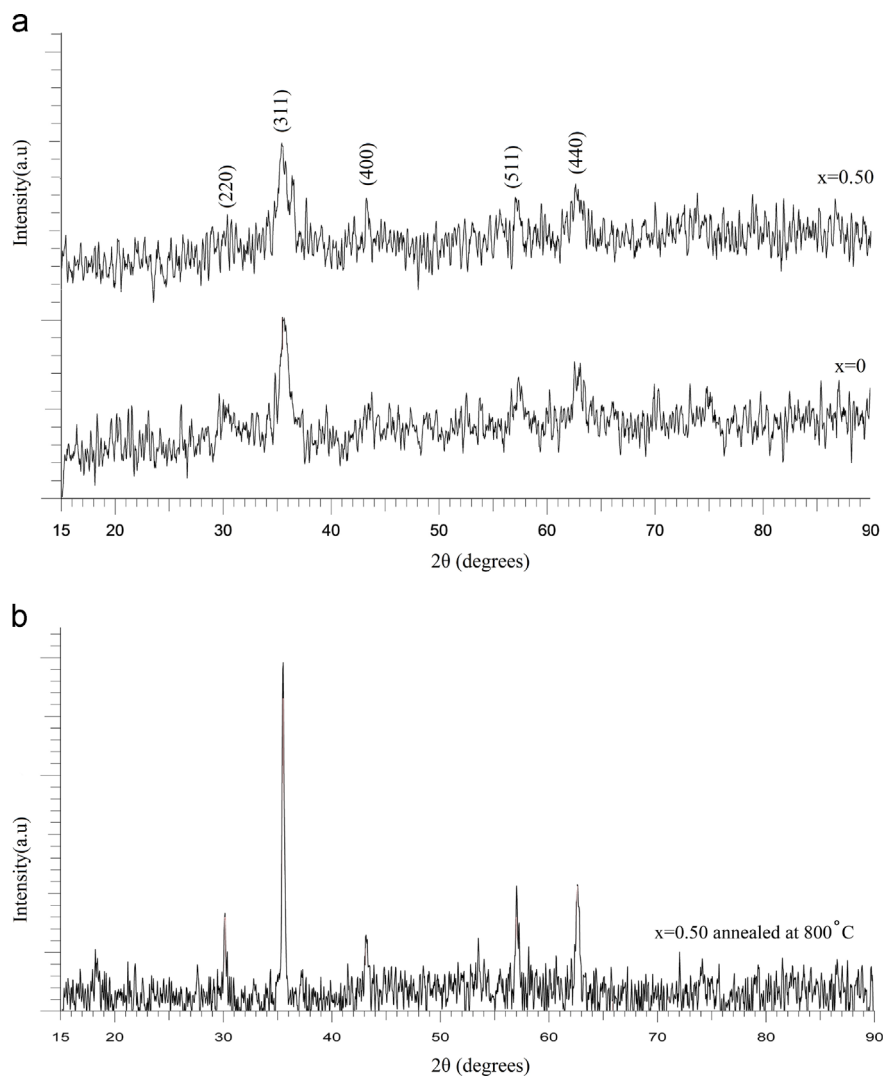 a
Intensity(a.u)
(220)
(311)
(400)
(511)
(440)
x=0.50
x=0
15 20 30 40 50 60 70 80 90
2θ (degrees)
b
Intensity(a.u)
x=0.50 annealed at 800°C
15 20 30 40 50 60 70 80 90
2θ (degrees)